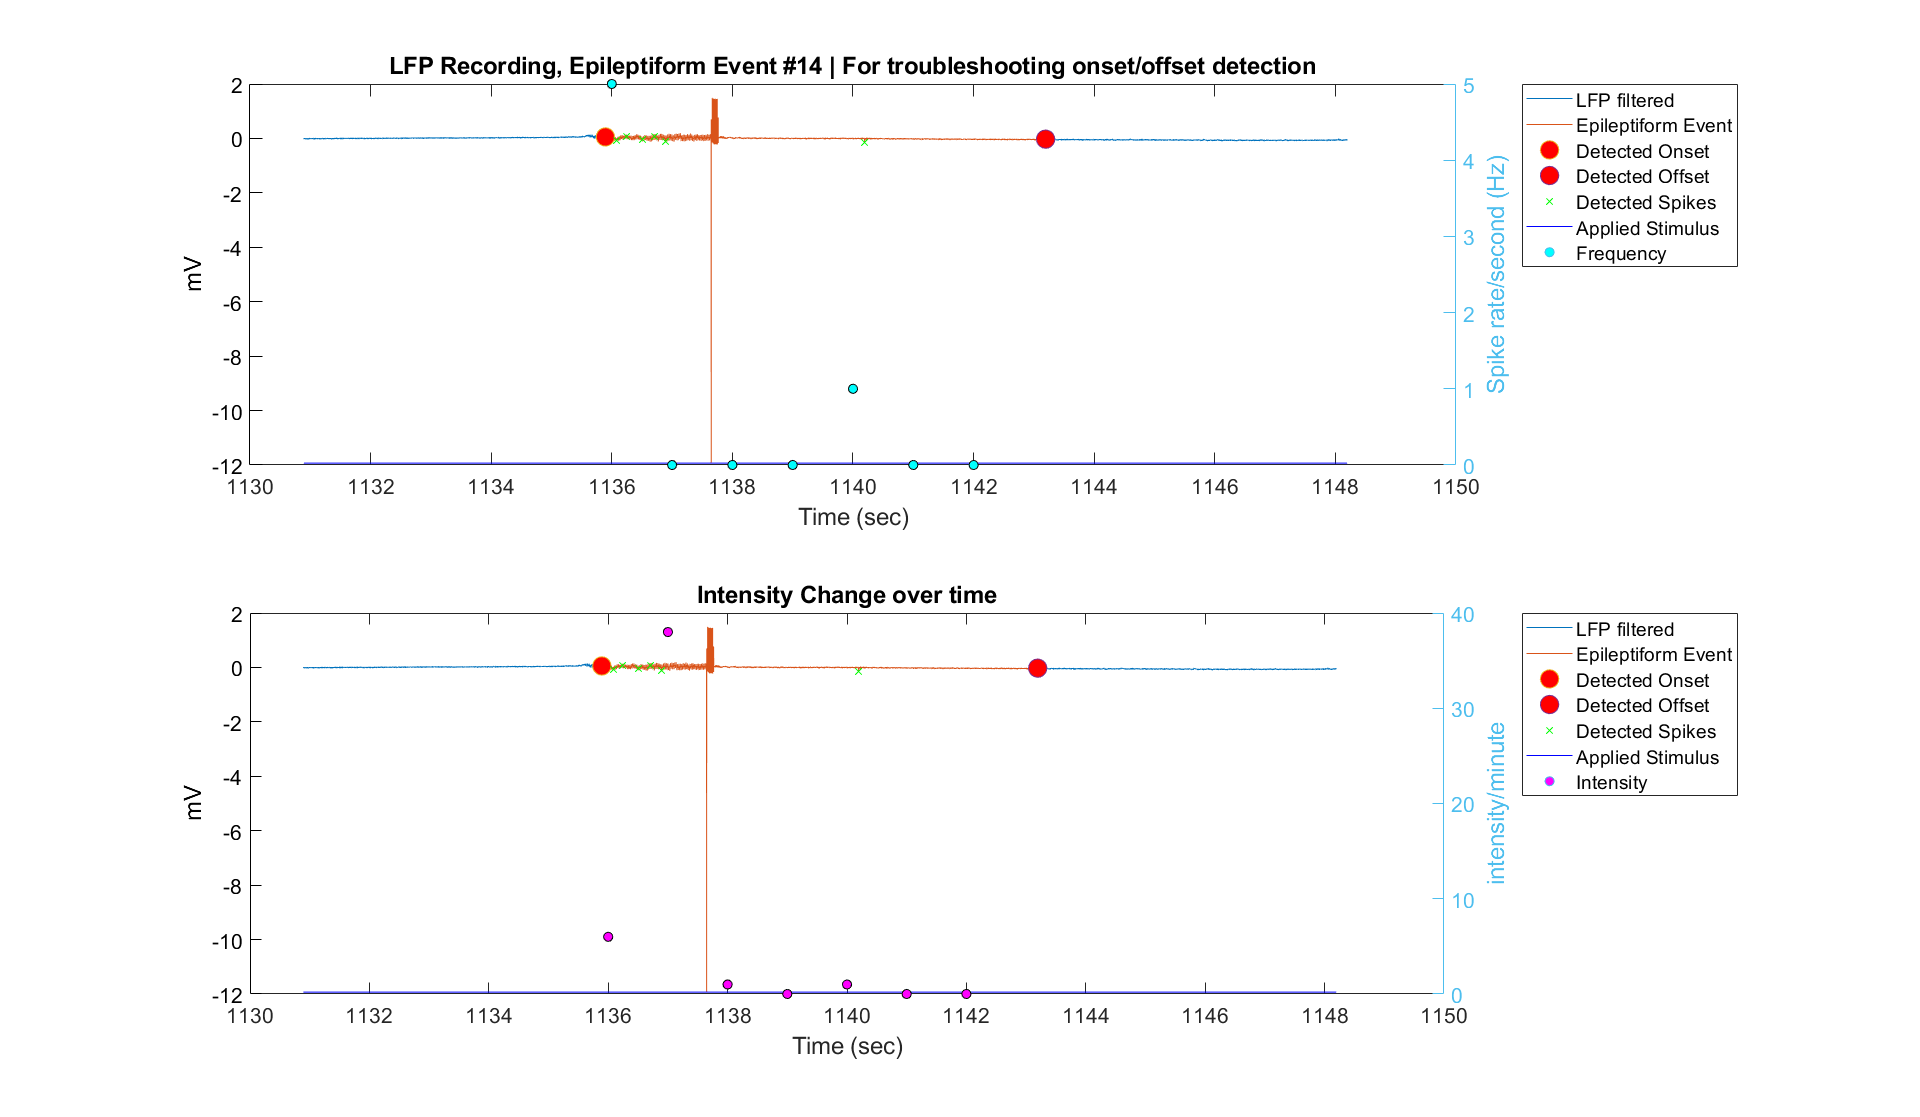 LFP Recording, Epileptiform Event #14 | For troubleshooting onset/offset detection
2
0
-2
-4
-6
-8
-10
-12
mV
1130 1132 1134 1136 1138 1140 1142 1144 1146 1148 1150
Time (sec)
5
4
3
2
1
0
Spike rate/second (Hz)
LFP filtered
Epileptiform Event
Detected Onset
Detected Offset
Detected Spikes
Applied Stimulus
Frequency
Intensity Change over time
2
0
-2
-4
-6
-8
-10
-12
mV
1130 1132 1134 1136 1138 1140 1142 1144 1146 1148 1150
Time (sec)
40
30
20
10
0
intensity/minute
LFP filtered
Epileptiform Event
Detected Onset
Detected Offset
Detected Spikes
Applied Stimulus
Intensity